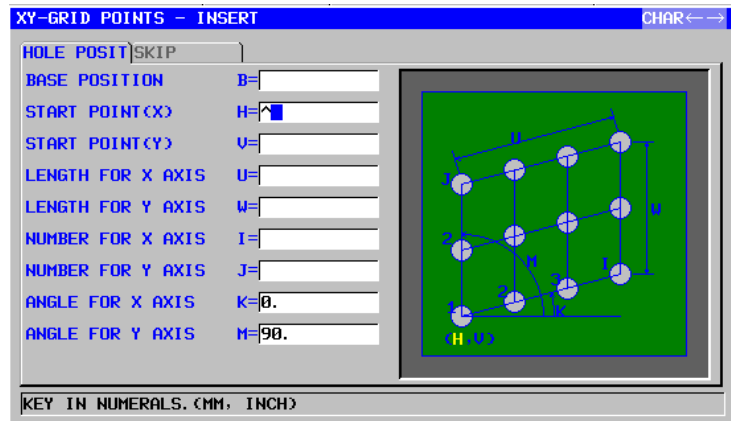 XY-GRID POINTS - INSERT CHAR←→
HOLE POSIT SKIP
BASE POSITION B=
START POINT(X) H=^
START POINT(Y) V=
LENGTH FOR X AXIS U=
LENGTH FOR Y AXIS W=
NUMBER FOR X AXIS I=
NUMBER FOR Y AXIS J=
ANGLE FOR X AXIS K=0.
ANGLE FOR Y AXIS M=90.
U
J
W
2
M
I
3
2
1
K
(H,V)
KEY IN NUMERALS.(MM, INCH)